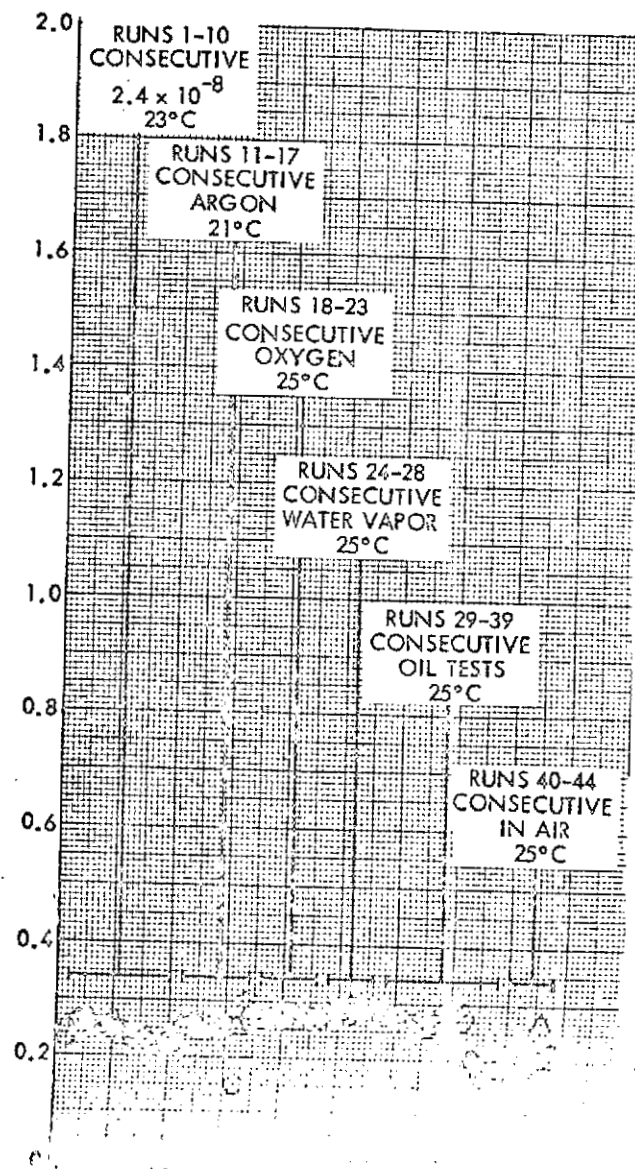 2.0
RUNS 1-10
CONSECUTIVE
2.4 x 10⁻⁸
23°C
1.8
RUNS 11-17
CONSECUTIVE
ARGON
21°C
1.6
RUNS 18-23
CONSECUTIVE
OXYGEN
25°C
1.4
1.2
RUNS 24-28
CONSECUTIVE
WATER VAPOR
25°C
1.0
RUNS 29-39
CONSECUTIVE
OIL TESTS
25°C
0.8
RUNS 40-44
CONSECUTIVE
IN AIR
25°C
0.6
0.4
0.2